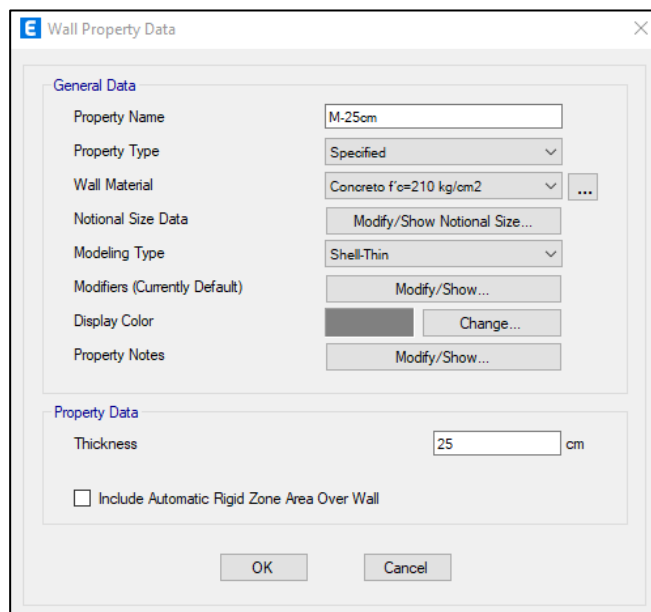 E Wall Property Data
General Data
Property Name M-25cm
Property Type Specified
Wall Material Concreto f'c=210 kg/cm2 ...
Notional Size Data Modify/Show Notional Size...
Modeling Type Shell-Thin
Modifiers (Currently Default) Modify/Show...
Display Color Change...
Property Notes Modify/Show...
Property Data
Thickness 25 cm
Include Automatic Rigid Zone Area Over Wall
OK Cancel